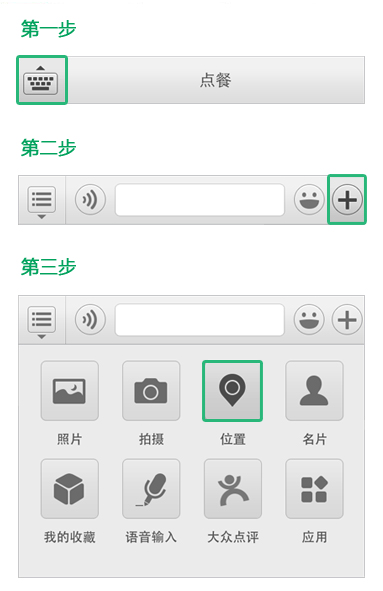 第一步
点餐
第二步
第三步
照片 拍摄 位置 名片
我的收藏 语音输入 大众点评 应用